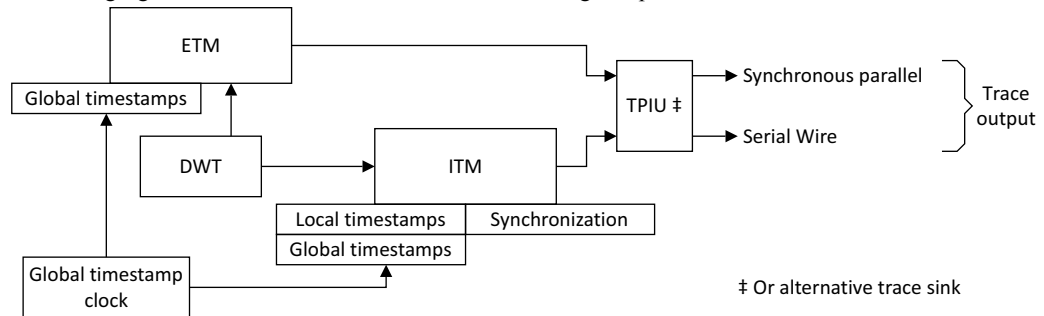 ETM
Global timestamps
TPIU ‡
Synchronous parallel
Serial Wire
Trace
output
DWT
ITM
Local timestamps
Synchronization
Global timestamps
Global timestamp
clock
‡ Or alternative trace sink